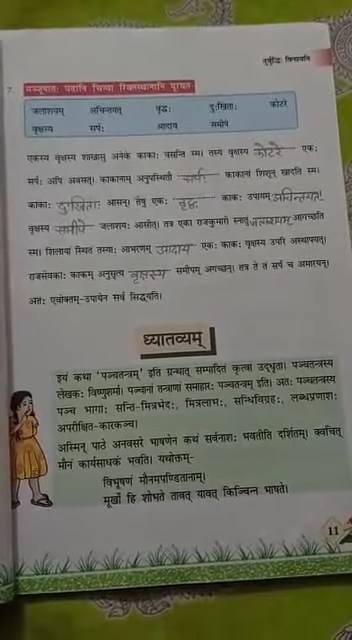 दुर्बुद्धिः विनश्यति
7. मञ्जूषातः पदानि चित्वा रिक्तस्थानानि पूरयत-
जलाशयम् अचिन्तयत् वृद्धः दुःखिताः कोटरे
वृक्षस्य सर्पः आदाय समीपे
एकस्य वृक्षस्य शाखासु अनेके काकाः वसन्ति स्म। तस्य वृक्षस्य कोटरे एकः
सर्पः अपि अवसत्। काकानाम् अनुपस्थितौ सर्पः काकानां शिशून् खादति स्म।
काकाः दुःखिताः आसन्। तेषु एकः वृद्धः काकः उपायम् अचिन्तयत्।
वृक्षस्य समीपे जलाशयः आसीत्। तत्र एका राजकुमारी स्नातुं जलाशयम् आगच्छति
स्म। शिलायां स्थितं तस्याः आभरणम् आदाय एकः काकः वृक्षस्य उपरि अस्थापयत्।
राजसेवकाः काकम् अनुसृत्य वृक्षस्य समीपम् अगच्छन्। तत्र ते तं सर्पं च अमारयन्।
अतः एवोक्तम्-उपायेन सर्वं सिद्धयति।
ध्यातव्यम्
इयं कथा 'पञ्चतन्त्रम्' इति ग्रन्थात् सम्पादितं कृत्वा उद्धृता। पञ्चतन्त्रस्य
लेखकः विष्णुशर्मा। पञ्चानां तन्त्राणां समाहारः पञ्चतन्त्रम् इति। अतः पञ्चतन्त्रस्य
पञ्च भागाः सन्ति-मित्रभेदः, मित्रलाभः, सन्धिविग्रहः, लब्धप्रणाशः
अपरीक्षित-कारकञ्च।
अस्मिन् पाठे अनवसरे भाषणेन कथं सर्वनाशः भवतीति दर्शितम्। क्वचित्
मौनं कार्यसाधकं भवति। यथोक्तम्-
विभूषणं मौनमपण्डितानाम्।
मूर्खो हि शोभते तावत् यावत् किञ्चिन्न भाषते।
11